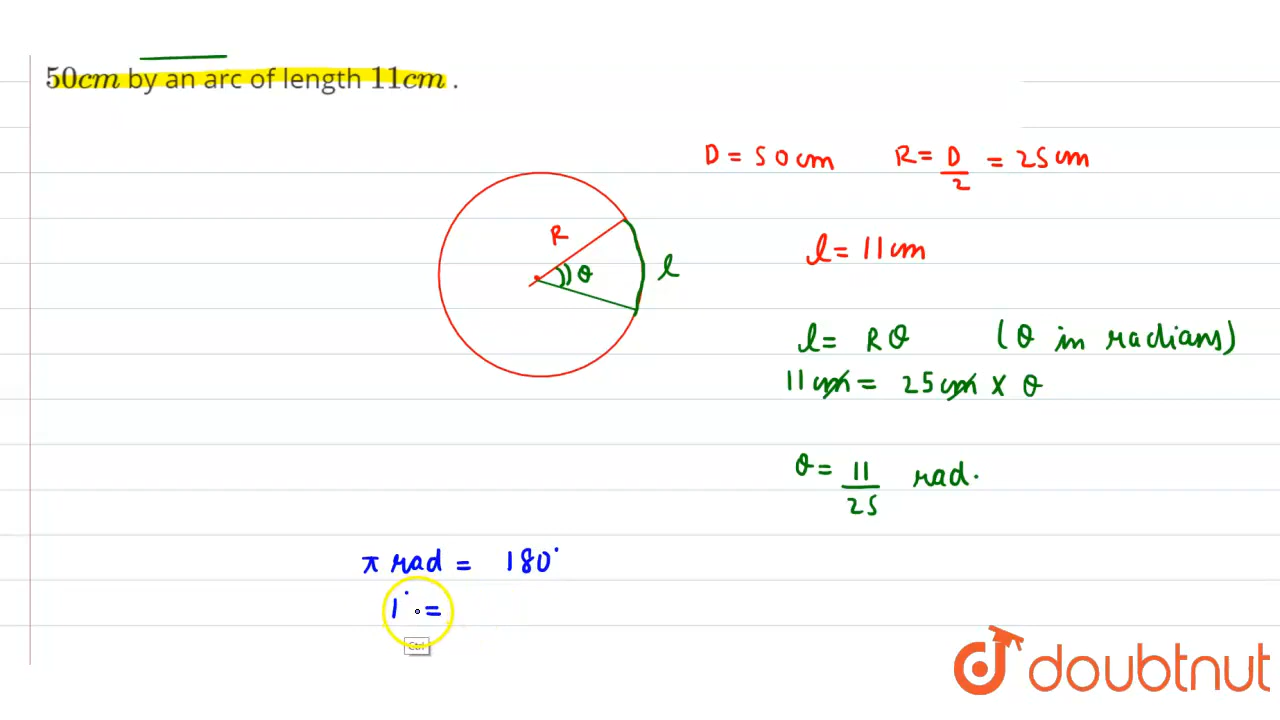 50cm by an arc of length 11cm .
D = 50 cm R = D/2 = 25 cm
R
θ
l
l = 11 cm
l = Rθ (θ in radians)
11 cm = 25 cm × θ
θ = 11/25 rad.
π rad = 180°
1° =
Ctrl
doubtnut